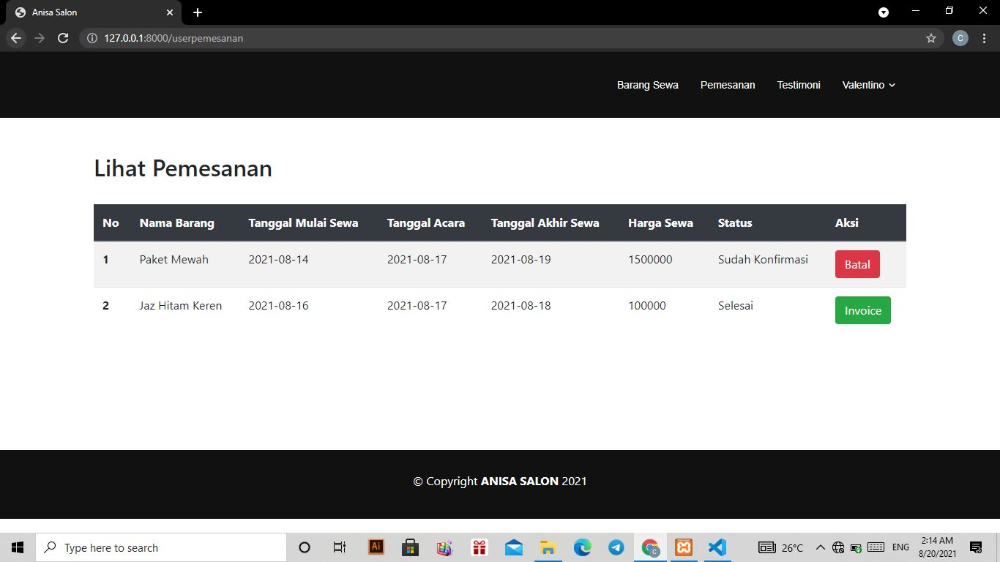 Anisa Salon
127.0.0.1:8000/userpemesanan
C
Barang Sewa Pemesanan Testimoni Valentino
Lihat Pemesanan
No Nama Barang Tanggal Mulai Sewa Tanggal Acara Tanggal Akhir Sewa Harga Sewa Status Aksi
1 Paket Mewah 2021-08-14 2021-08-17 2021-08-19 1500000 Sudah Konfirmasi Batal
2 Jaz Hitam Keren 2021-08-16 2021-08-17 2021-08-18 100000 Selesai Invoice
© Copyright ANISA SALON 2021
Type here to search Ai C 26°C ENG 2:14 AM
8/20/2021